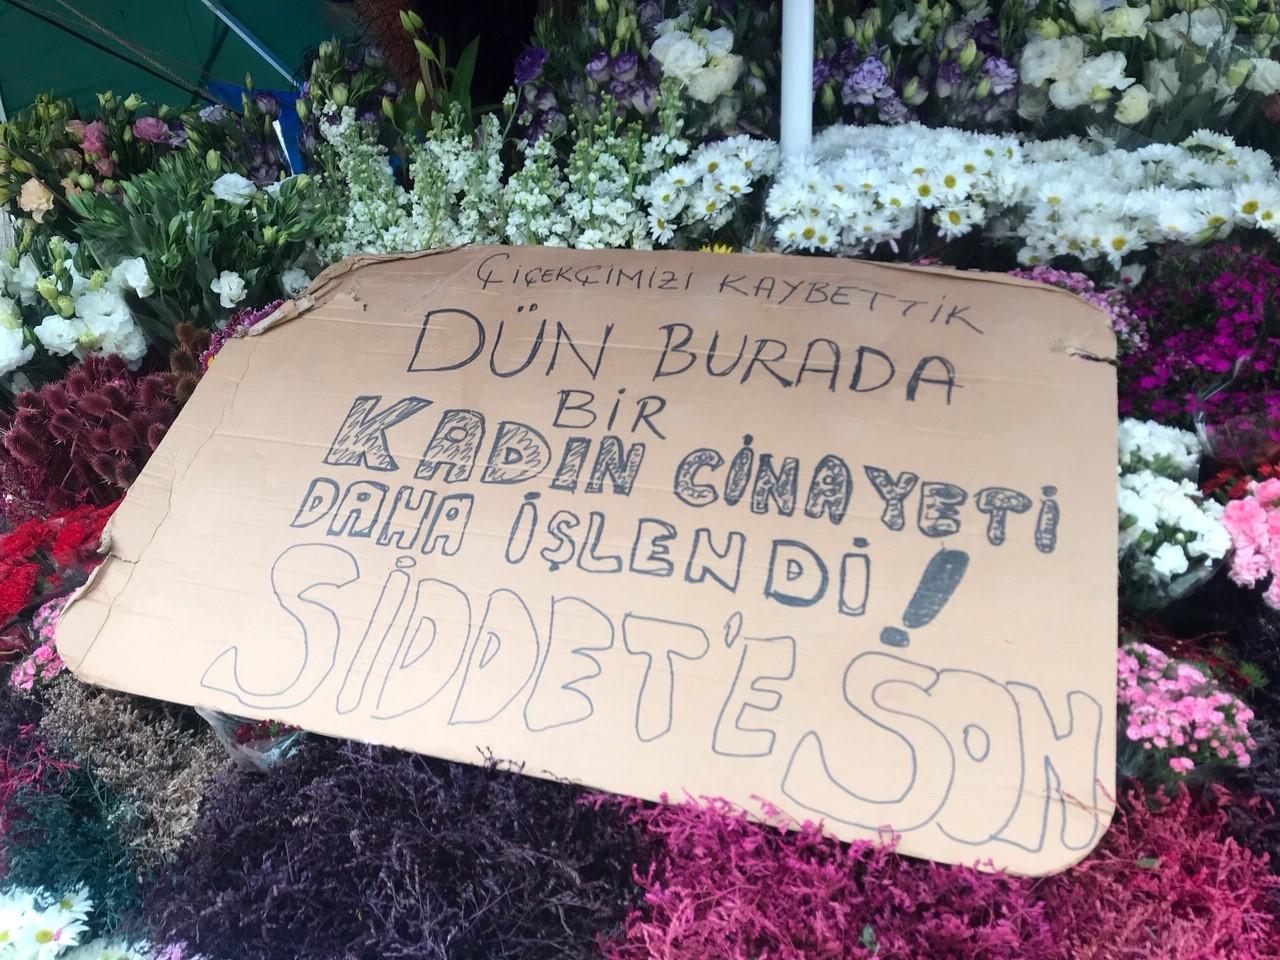 ÇİÇEKÇİMİZİ KAYBETTİK
DÜN BURADA
BİR
KADIN CİNAYETİ
DAHA İŞLENDİ!
ŞİDDET'E SON